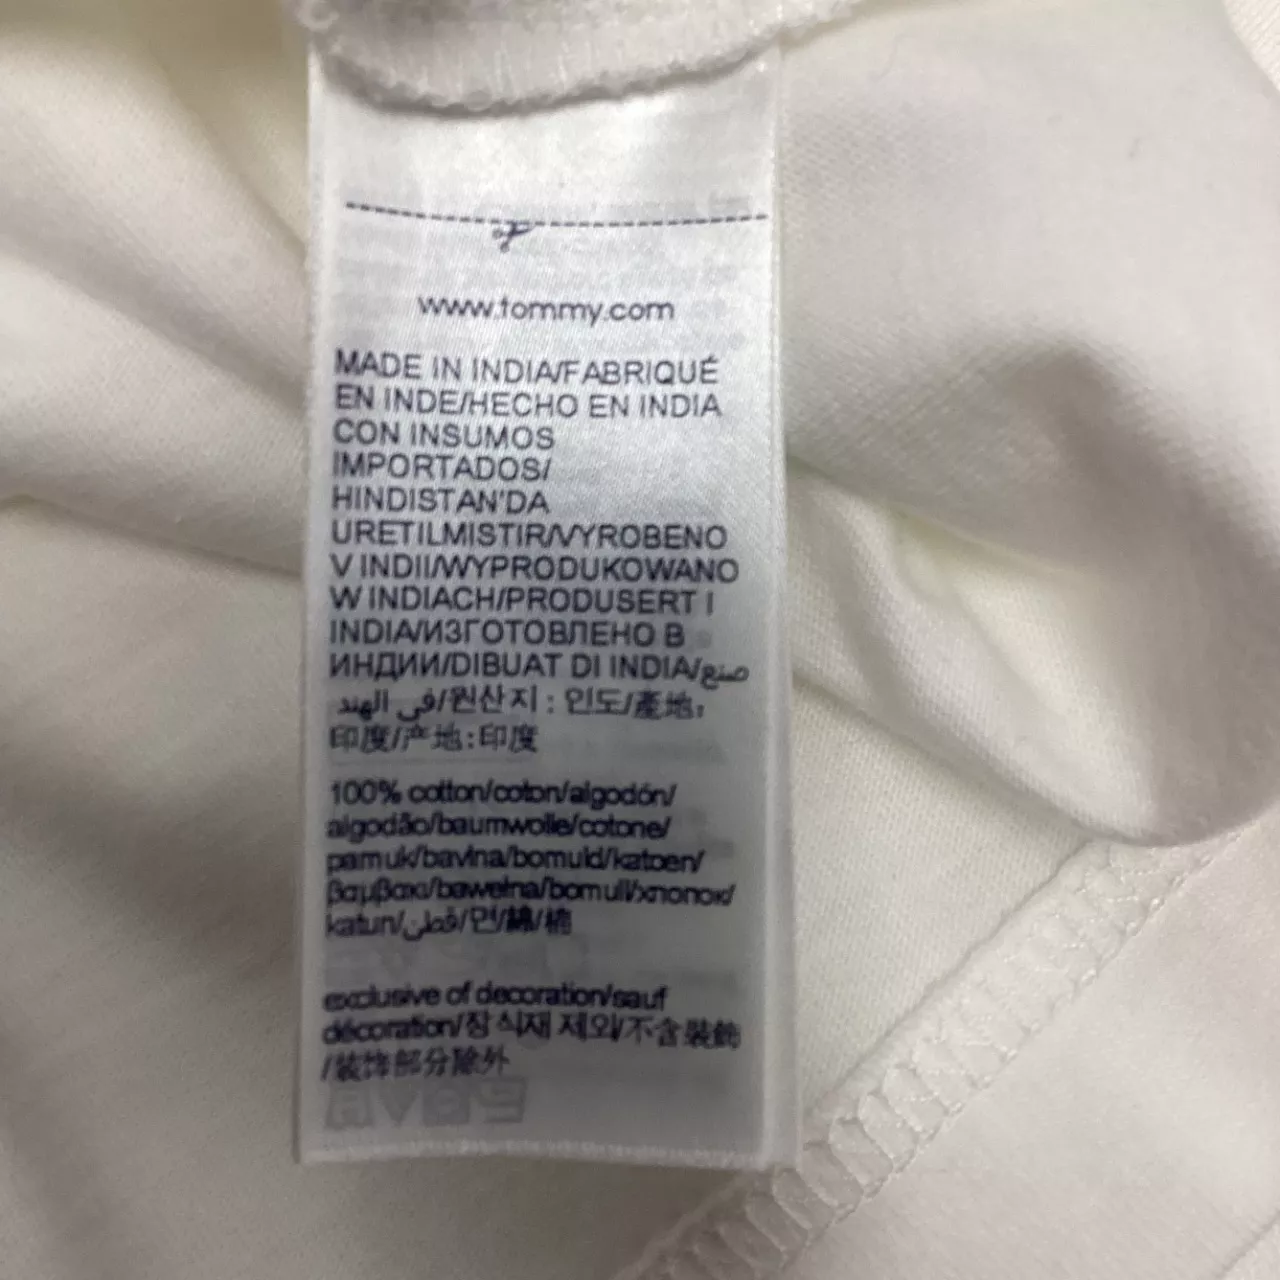 www.tommy.com
MADE IN INDIA/FABRIQUÉ
EN INDE/HECHO EN INDIA
CON INSUMOS
IMPORTADOS/
HINDISTAN'DA
URETILMISTIR/VYROBENO
V INDII/WYPRODUKOWANO
W INDIACH/PRODUSERT I
INDIA/ИЗГОТОВЛЕНО В
ИНДИИ/DIBUAT DI INDIA/صنع
في الهند/원산지 : 인도/產地:
印度/产地:印度
100% cotton/coton/algodón/
algodão/baumwolle/cotone/
pamuk/bavlna/bomuld/katoen/
βαμβακι/bawełna/bomull/хлопок/
katun/قطن/면/綿/棉
exclusive of decoration/sauf
décoration/장식재 제외/不含裝飾
/装饰部分除外